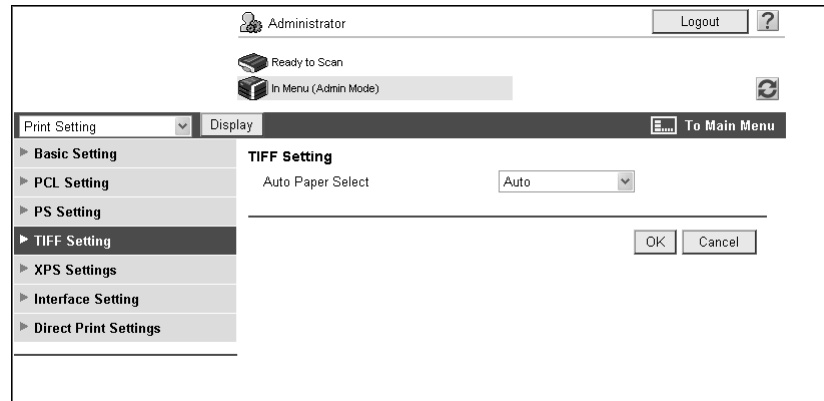 Administrator
Logout
?
Ready to Scan
In Menu (Admin Mode)
Print Setting
Display
To Main Menu
Basic Setting
PCL Setting
PS Setting
TIFF Setting
XPS Settings
Interface Setting
Direct Print Settings
TIFF Setting
Auto Paper Select
Auto
OK
Cancel